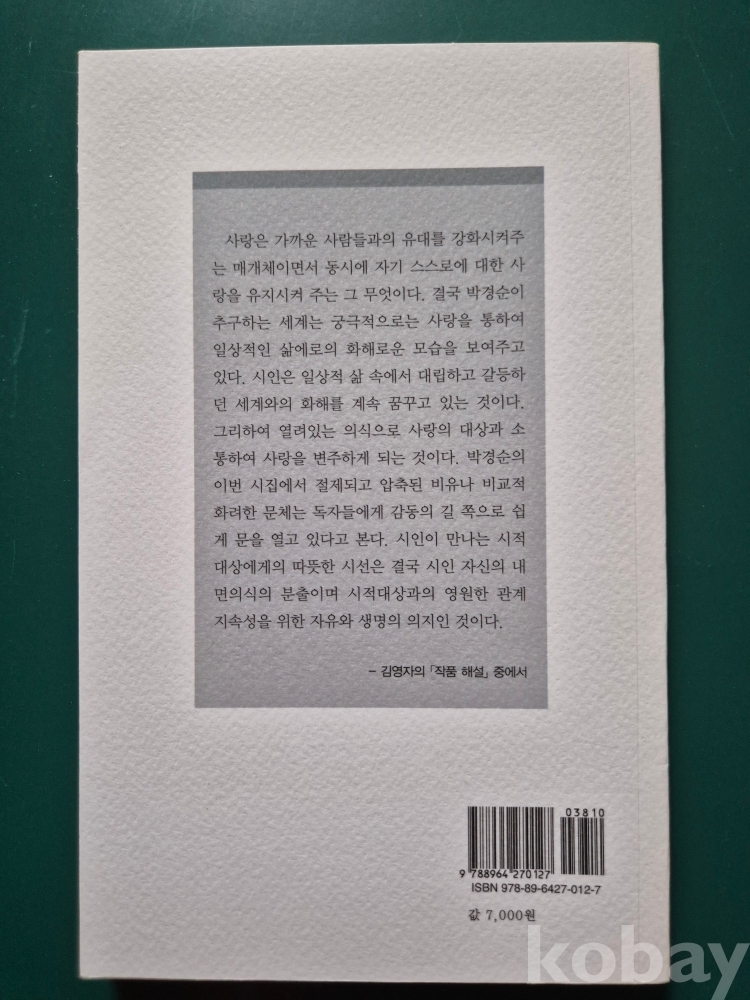 사랑은 가까운 사람들과의 유대를 강화시켜주
는 매개체이면서 동시에 자기 스스로에 대한 사
랑을 유지시켜 주는 그 무엇이다. 결국 박경순이
추구하는 세계는 궁극적으로는 사랑을 통하여
일상적인 삶에로의 화해로운 모습을 보여주고
있다. 시인은 일상적 삶 속에서 대립하고 갈등하
던 세계와의 화해를 계속 꿈꾸고 있는 것이다.
그리하여 열려있는 의식으로 사랑의 대상과 소
통하여 사랑을 변주하게 되는 것이다. 박경순의
이번 시집에서 절제되고 압축된 비유나 비교적
화려한 문체는 독자들에게 감동의 길 쪽으로 쉽
게 문을 열고 있다고 본다. 시인이 만나는 시적
대상에게의 따뜻한 시선은 결국 시인 자신의 내
면의식의 분출이며 시적대상과의 영원한 관계
지속성을 위한 자유와 생명의 의지인 것이다.
– 김영자의 「작품 해설」 중에서
03810
9 788964 270127
ISBN 978-89-6427-012-7
값 7,000원
kobay